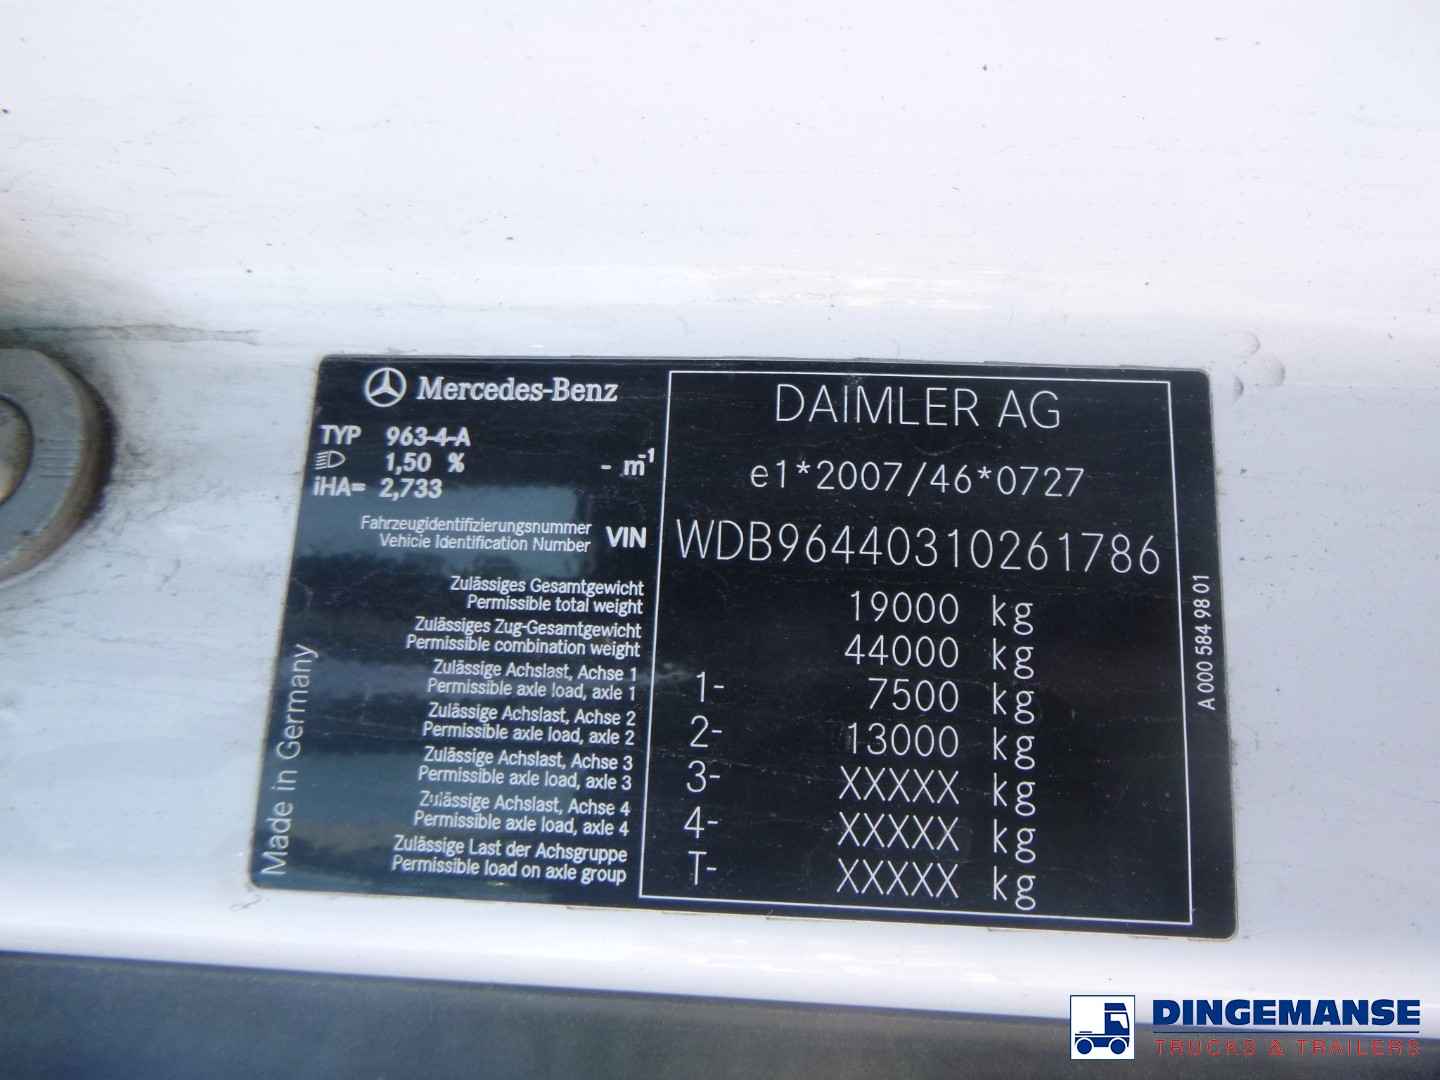 Mercedes-Benz
TYP 963-4-A
1,50 % - m⁻¹
iHA= 2,733
Fahrzeugidentifizierungsnummer
Vehicle Identification Number VIN
Zulässiges Gesamtgewicht
Permissible total weight
Zulässiges Zug-Gesamtgewicht
Permissible combination weight
Zulässige Achslast, Achse 1
Permissible axle load, axle 1
Zulässige Achslast, Achse 2
Permissible axle load, axle 2
Zulässige Achslast, Achse 3
Permissible axle load, axle 3
Zulässige Achslast, Achse 4
Permissible axle load, axle 4
Zulässige Last der Achsgruppe
Permissible load on axle group
Made in Germany
DAIMLER AG
e1*2007/46*0727
WDB96440310261786
19000 kg
44000 kg
1- 7500 kg
2- 13000 kg
3- XXXXX kg
4- XXXXX kg
T- XXXXX kg
A 000 584 98 01
DINGEMANSE
TRUCKS & TRAILERS